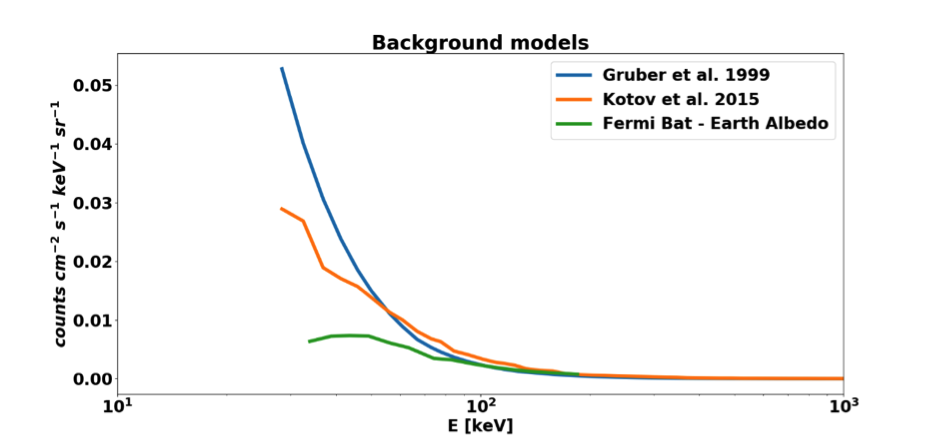 Background models
Gruber et al. 1999
Kotov et al. 2015
Fermi Bat - Earth Albedo
counts cm⁻² s⁻¹ keV⁻¹ sr⁻¹
0.05
0.04
0.03
0.02
0.01
0.00
10¹ 10² 10³
E [keV]